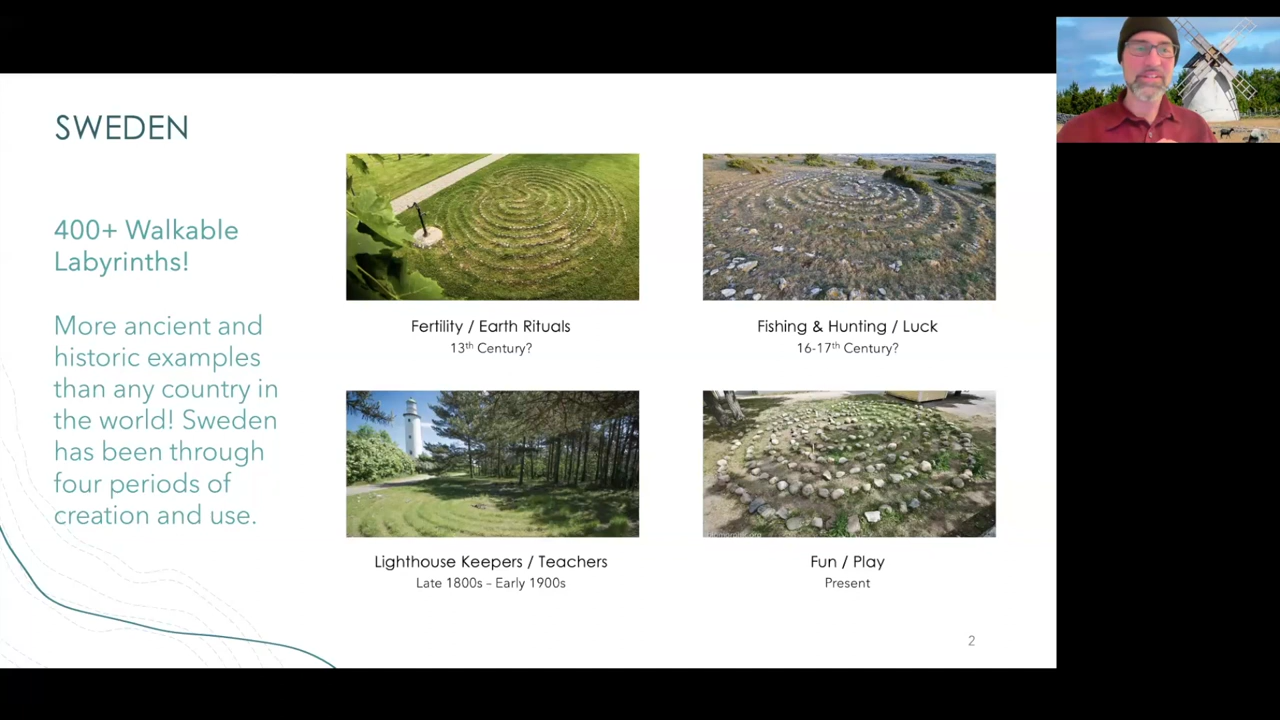 SWEDEN
400+ Walkable
Labyrinths!
More ancient and
historic examples
than any country in
the world! Sweden
has been through
four periods of
creation and use.
Fertility / Earth Rituals
13th Century?
Fishing & Hunting / Luck
16-17th Century?
Lighthouse Keepers / Teachers
Late 1800s – Early 1900s
Fun / Play
Present
2